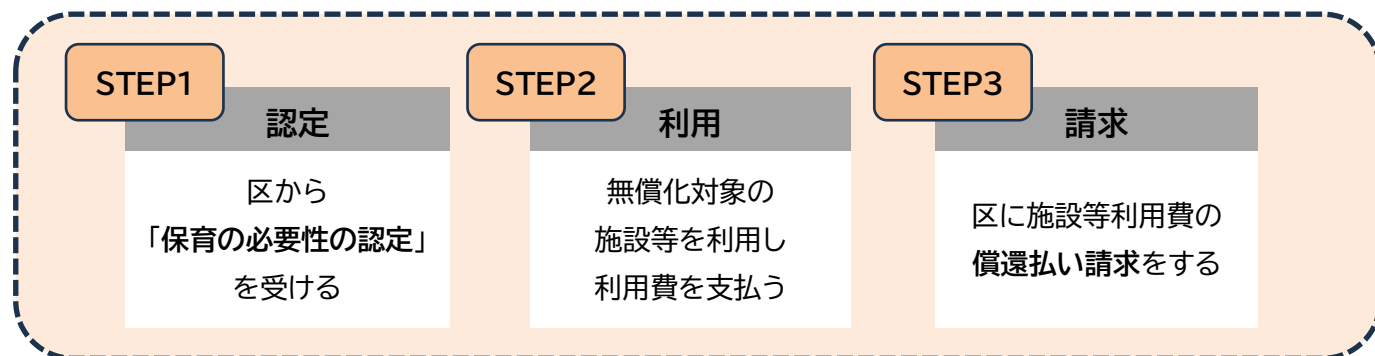 STEP1
認定
区から
「保育の必要性の認定」
を受ける
STEP2
利用
無償化対象の
施設等を利用し
利用費を支払う
STEP3
請求
区に施設等利用費の
償還払い請求をする